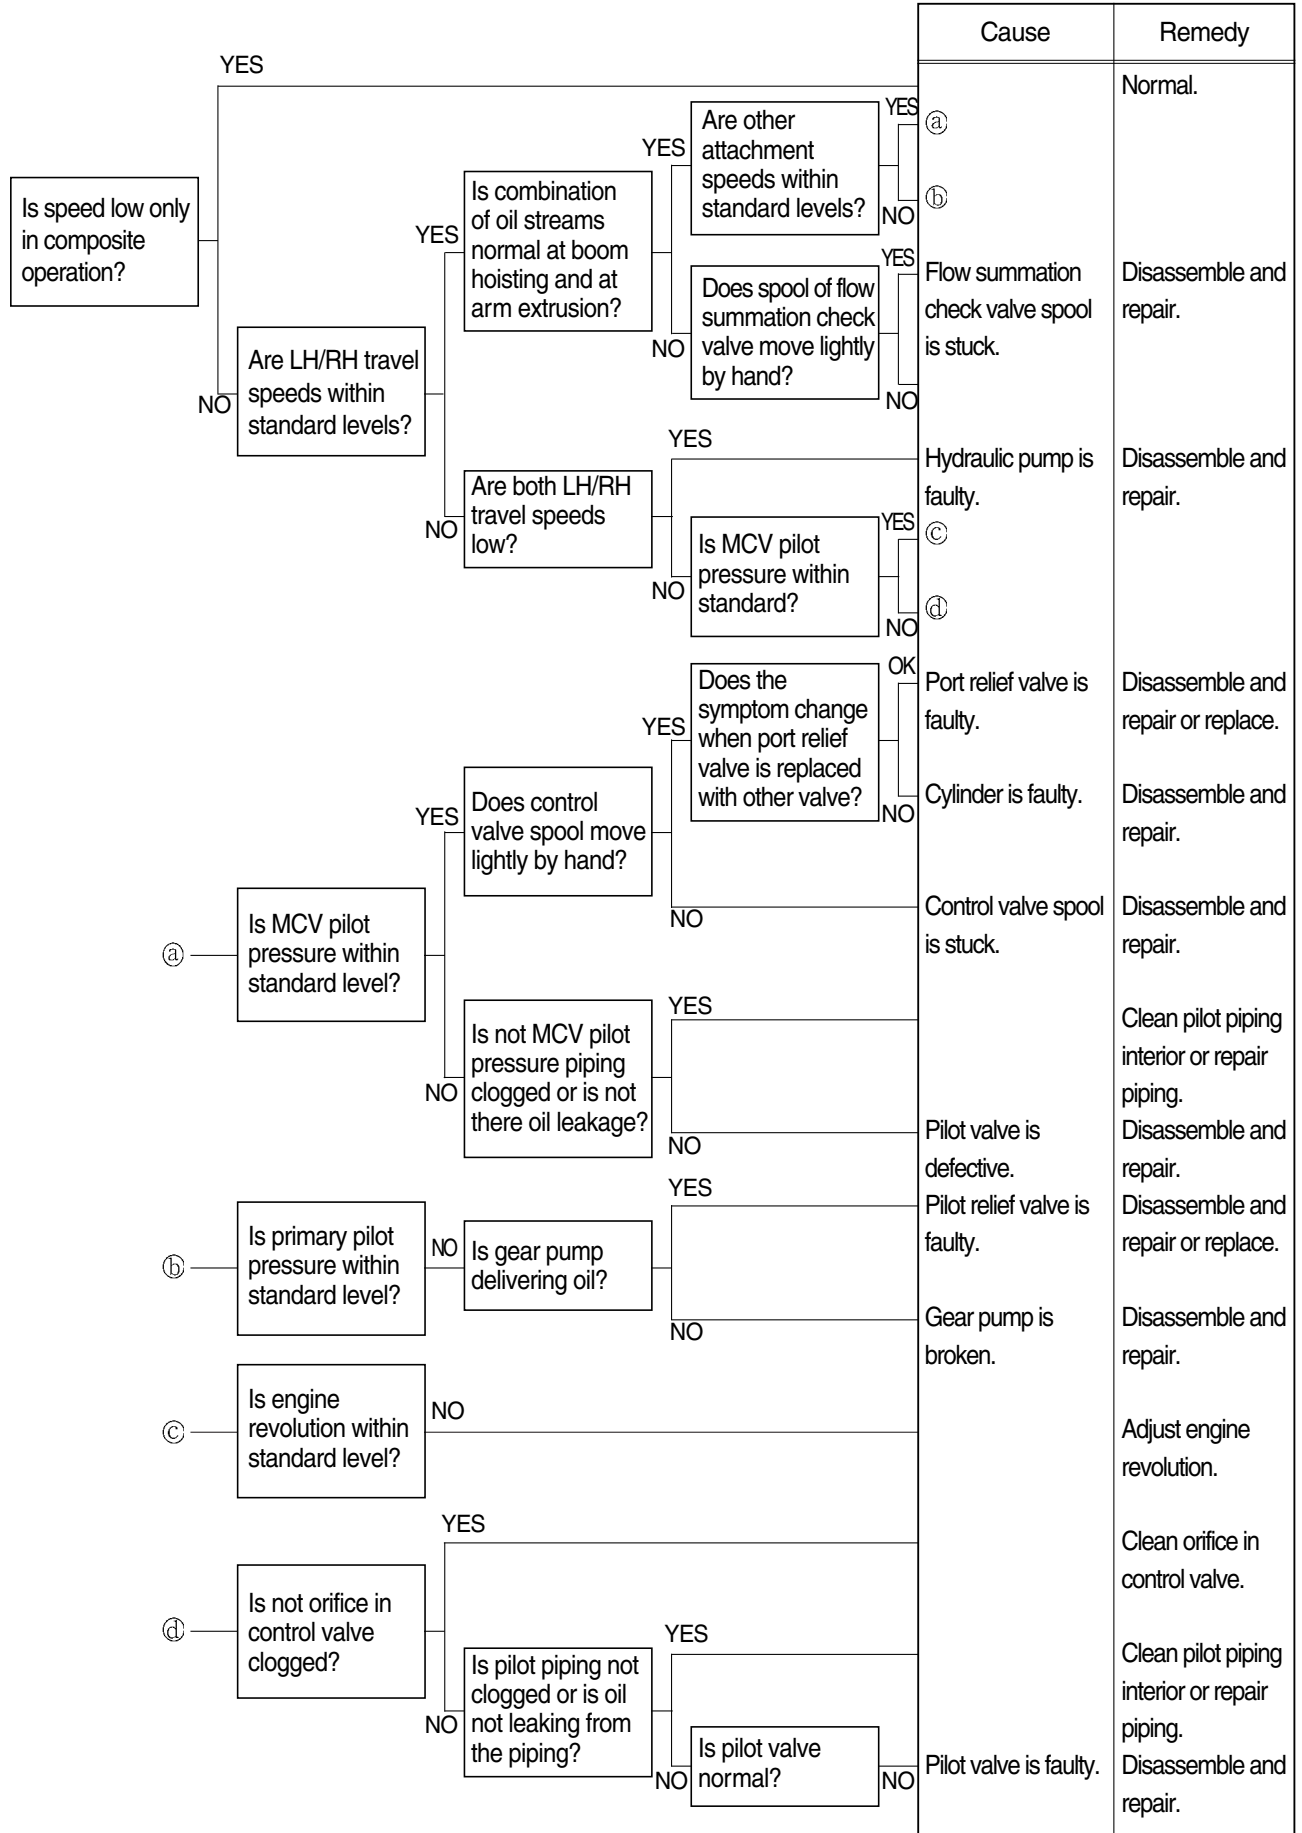 Cause
Remedy
YES
Normal.
Are other
attachment
speeds within
standard levels?
YES
ⓐ
YES
ⓑ
NO
Is combination
of oil streams
normal at boom
hoisting and at
arm extrusion?
Is speed low only
in composite
operation?
YES
YES
Flow summation
check valve spool
is stuck.
Disassemble and
repair.
Does spool of flow
summation check
valve move lightly
by hand?
NO
NO
Are LH/RH travel
speeds within
standard levels?
NO
YES
Hydraulic pump is
faulty.
Disassemble and
repair.
Are both LH/RH
travel speeds
low?
NO
YES
ⓒ
Is MCV pilot
pressure within
standard?
NO
ⓓ
NO
OK
Port relief valve is
faulty.
Disassemble and
repair or replace.
Does the
symptom change
when port relief
valve is replaced
with other valve?
YES
Cylinder is faulty.
Disassemble and
repair.
NO
YES
Does control
valve spool move
lightly by hand?
NO
Control valve spool
is stuck.
Disassemble and
repair.
ⓐ
Is MCV pilot
pressure within
standard level?
YES
Clean pilot piping
interior or repair
piping.
Is not MCV pilot
pressure piping
clogged or is not
there oil leakage?
NO
NO
Pilot valve is
defective.
Disassemble and
repair.
YES
Pilot relief valve is
faulty.
Disassemble and
repair or replace.
ⓑ
Is primary pilot
pressure within
standard level?
NO
Is gear pump
delivering oil?
NO
Gear pump is
broken.
Disassemble and
repair.
ⓒ
Is engine
revolution within
standard level?
NO
Adjust engine
revolution.
YES
Clean orifice in
control valve.
ⓓ
Is not orifice in
control valve
clogged?
YES
Clean pilot piping
interior or repair
piping.
NO
Is pilot piping not
clogged or is oil
not leaking from
the piping?
NO
Is pilot valve
normal?
NO
Pilot valve is faulty.
Disassemble and
repair.